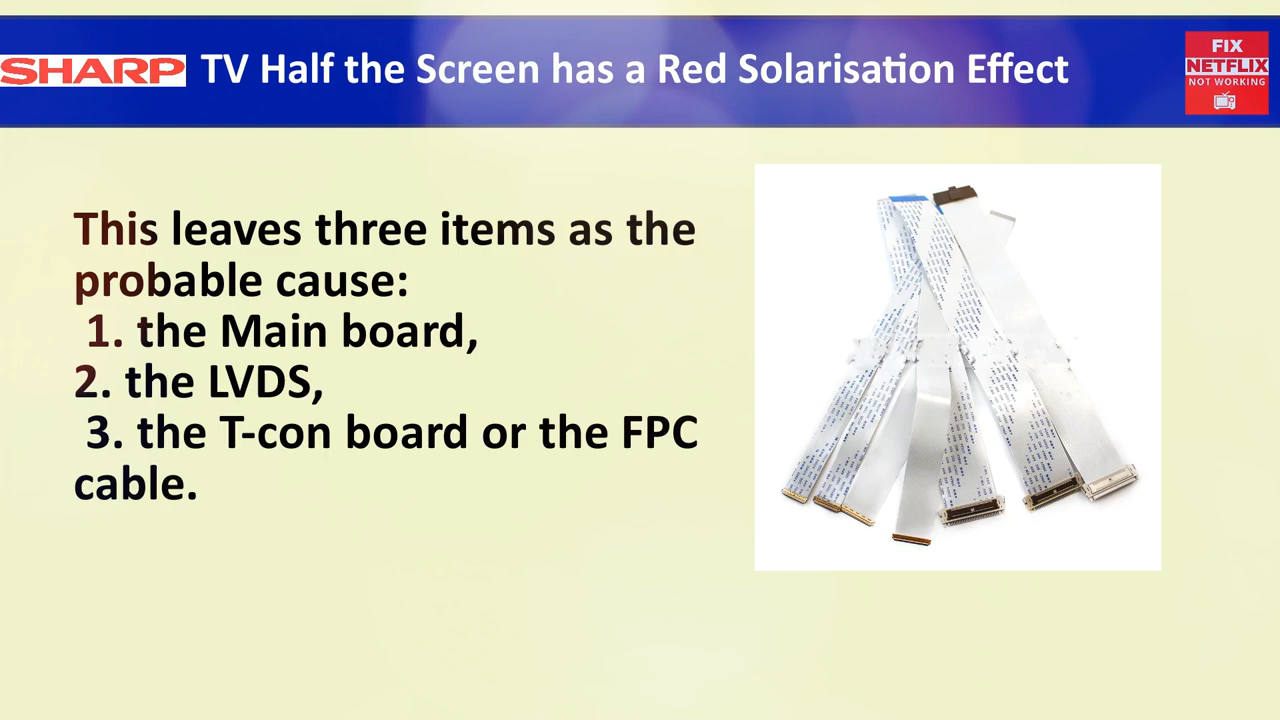 SHARP TV Half the Screen has a Red Solarisation Effect
FIX
NETFLIX
NOT WORKING
This leaves three items as the
probable cause:
1. the Main board,
2. the LVDS,
3. the T-con board or the FPC
cable.